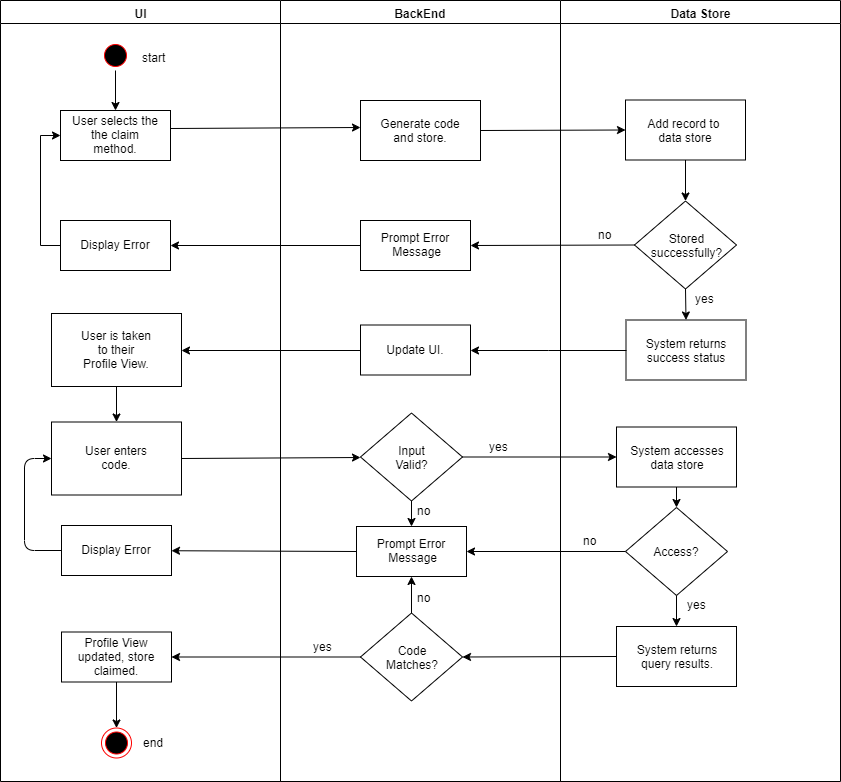 UI
BackEnd
Data Store
start
User selects the
the claim
method.
Generate code
and store.
Add record to
data store
Display Error
Prompt Error
Message
no
Stored
successfully?
yes
User is taken
to their
Profile View.
Update UI.
System returns
success status
User enters
code.
Input
Valid?
yes
System accesses
data store
no
Display Error
Prompt Error
Message
no
Access?
no
yes
Profile View
updated, store
claimed.
yes
Code
Matches?
System returns
query results.
end